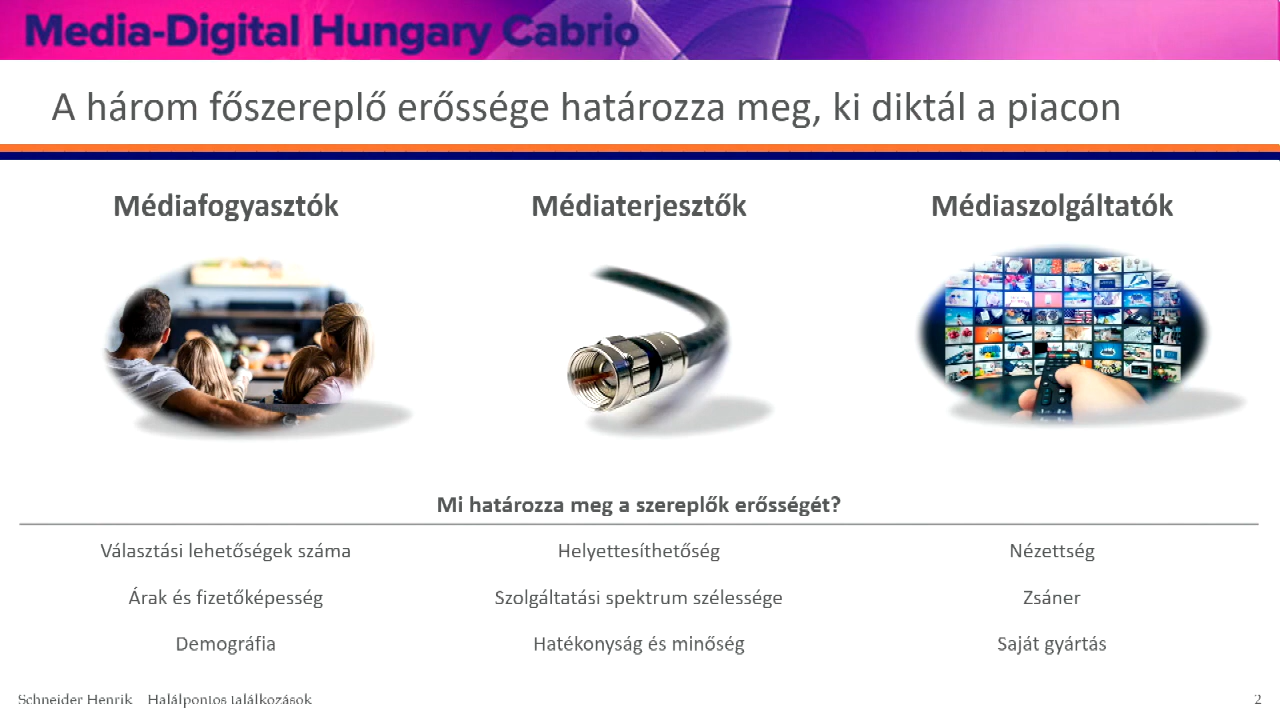 Media-Digital Hungary Cabrio
A három főszereplő erőssége határozza meg, ki diktál a piacon
Médiafogyasztók
Médiaterjesztők
Médiaszolgáltatók
Mi határozza meg a szereplők erősségét?
Választási lehetőségek száma
Helyettesíthetőség
Nézettség
Árak és fizetőképesség
Szolgáltatási spektrum szélessége
Zsáner
Demográfia
Hatékonyság és minőség
Saját gyártás
Schneider Henrik Halálpontos találkozások
2